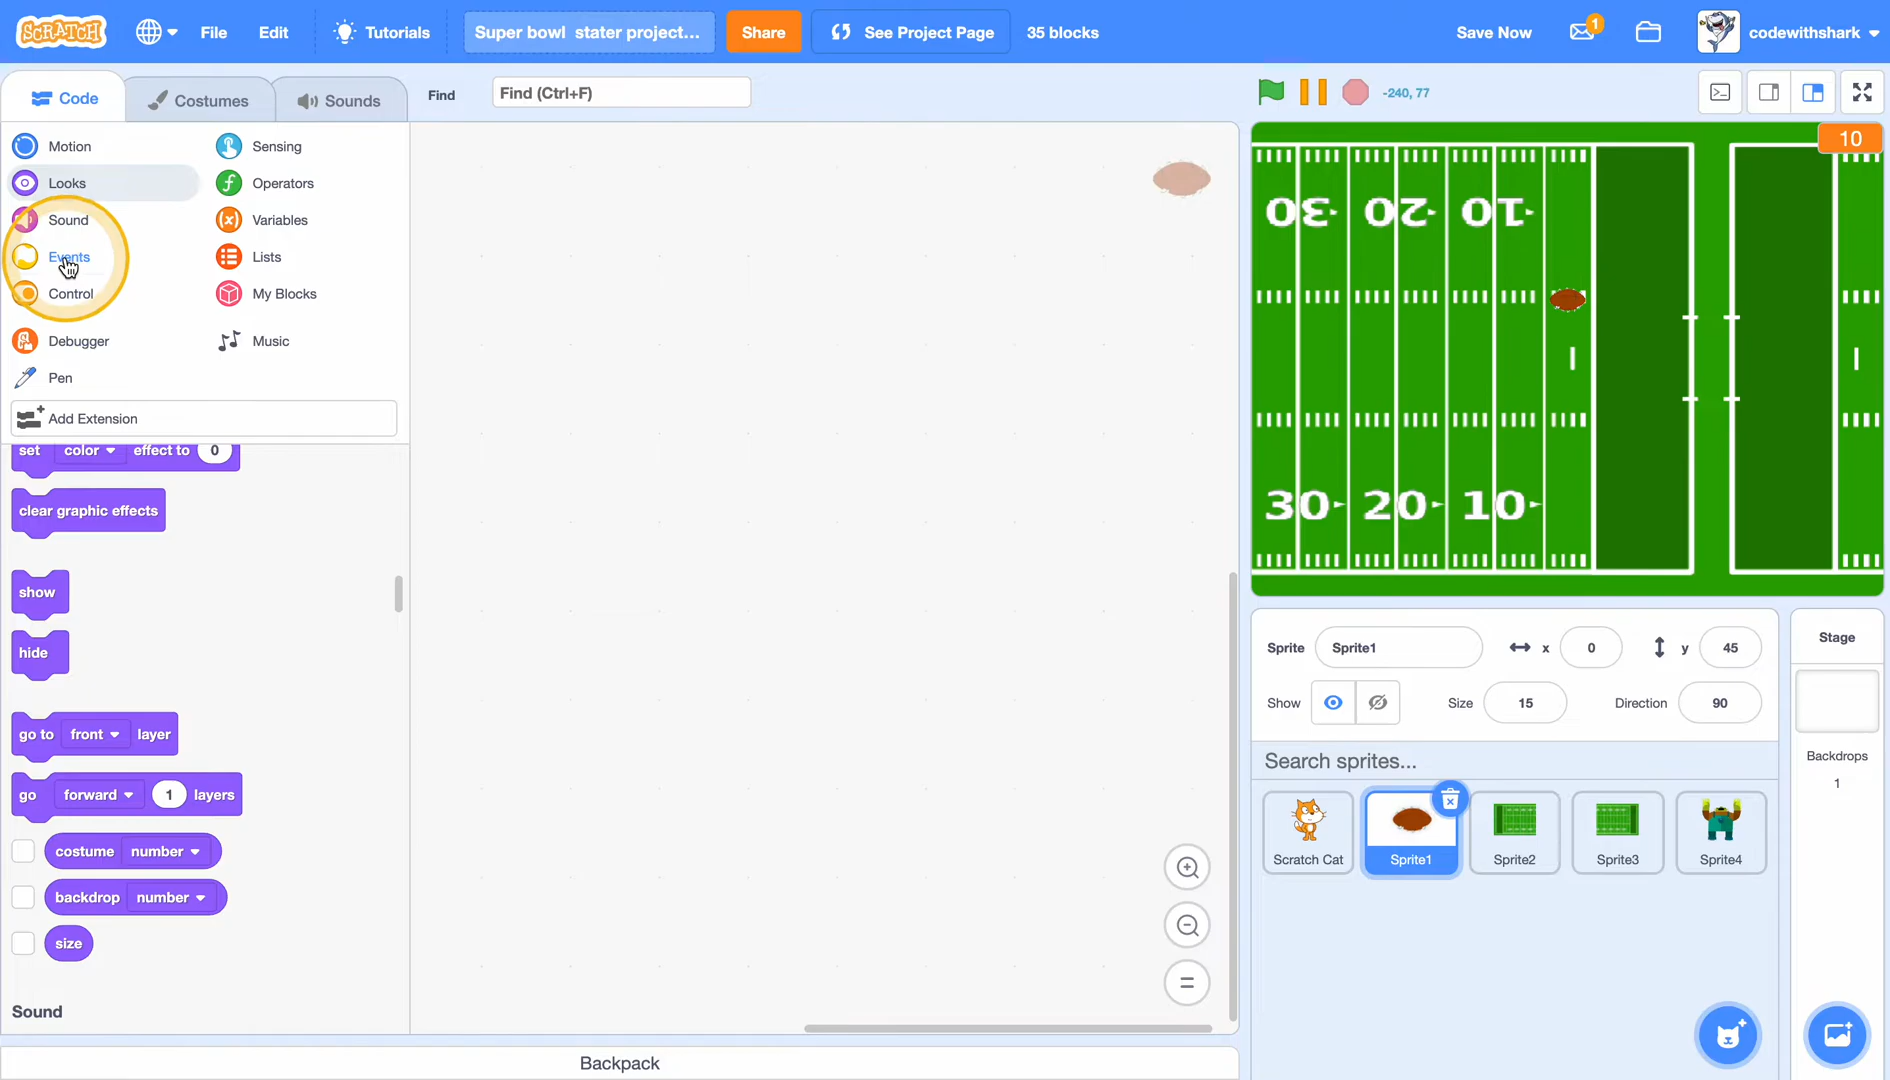 SCRATCH
File
Edit
Tutorials
Super bowl stater project...
Share
See Project Page
35 blocks
Save Now
1
codewithshark
Code
Costumes
Sounds
Find
Find (Ctrl+F)
-240, 77
Motion
Looks
Sound
Events
Control
Debugger
Pen
Sensing
Operators
Variables
Lists
My Blocks
Music
Add Extension
set color effect to 0
clear graphic effects
show
hide
go to front layer
go forward 1 layers
costume number
backdrop number
size
Sound
10
30 20 10
30 20 10
Sprite Sprite1 x 0 y 45
Show Size 15 Direction 90
Search sprites...
Scratch Cat
Sprite1
Sprite2
Sprite3
Sprite4
Stage
Backdrops
1
Backpack